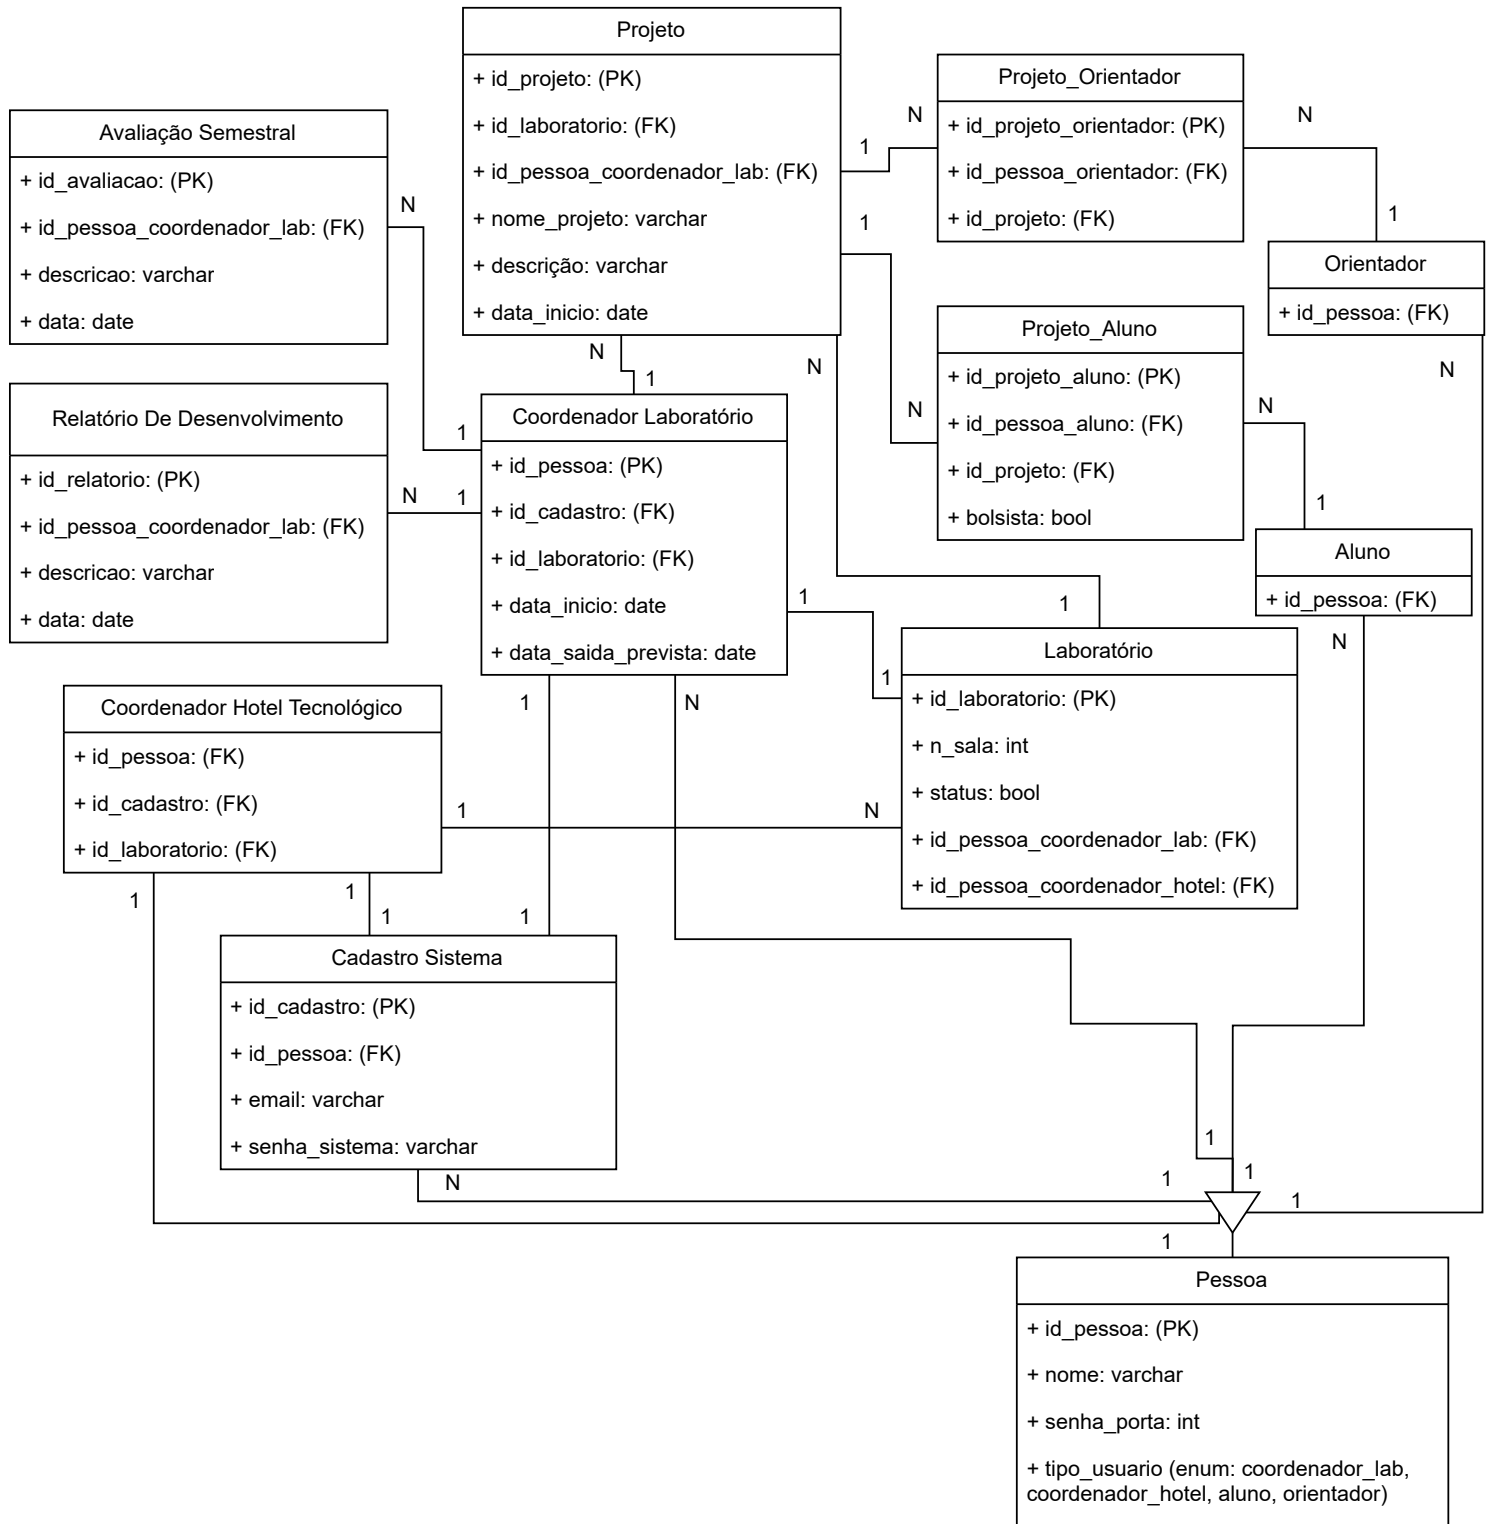 Projeto
+ id_projeto: (PK)
+ id_laboratorio: (FK)
+ id_pessoa_coordenador_lab: (FK)
+ nome_projeto: varchar
+ descrição: varchar
+ data_inicio: date
Projeto_Orientador
+ id_projeto_orientador: (PK)
+ id_pessoa_orientador: (FK)
+ id_projeto: (FK)
N
1
N
1
Avaliação Semestral
+ id_avaliacao: (PK)
+ id_pessoa_coordenador_lab: (FK)
+ descricao: varchar
+ data: date
N
1
Orientador
+ id_pessoa: (FK)
N
1
N
Projeto_Aluno
+ id_projeto_aluno: (PK)
+ id_pessoa_aluno: (FK)
+ id_projeto: (FK)
+ bolsista: bool
N
1
N
1
Relatório De Desenvolvimento
+ id_relatorio: (PK)
+ id_pessoa_coordenador_lab: (FK)
+ descricao: varchar
+ data: date
N
1
Coordenador Laboratório
+ id_pessoa: (PK)
+ id_cadastro: (FK)
+ id_laboratorio: (FK)
+ data_inicio: date
+ data_saida_prevista: date
N
1
1
1
Aluno
+ id_pessoa: (FK)
N
Laboratório
+ id_laboratorio: (PK)
+ n_sala: int
+ status: bool
+ id_pessoa_coordenador_lab: (FK)
+ id_pessoa_coordenador_hotel: (FK)
Coordenador Hotel Tecnológico
+ id_pessoa: (FK)
+ id_cadastro: (FK)
+ id_laboratorio: (FK)
1
N
1
N
1
1
1
1
Cadastro Sistema
+ id_cadastro: (PK)
+ id_pessoa: (FK)
+ email: varchar
+ senha_sistema: varchar
N
1
1
1
1
1
Pessoa
+ id_pessoa: (PK)
+ nome: varchar
+ senha_porta: int
+ tipo_usuario (enum: coordenador_lab,
coordenador_hotel, aluno, orientador)